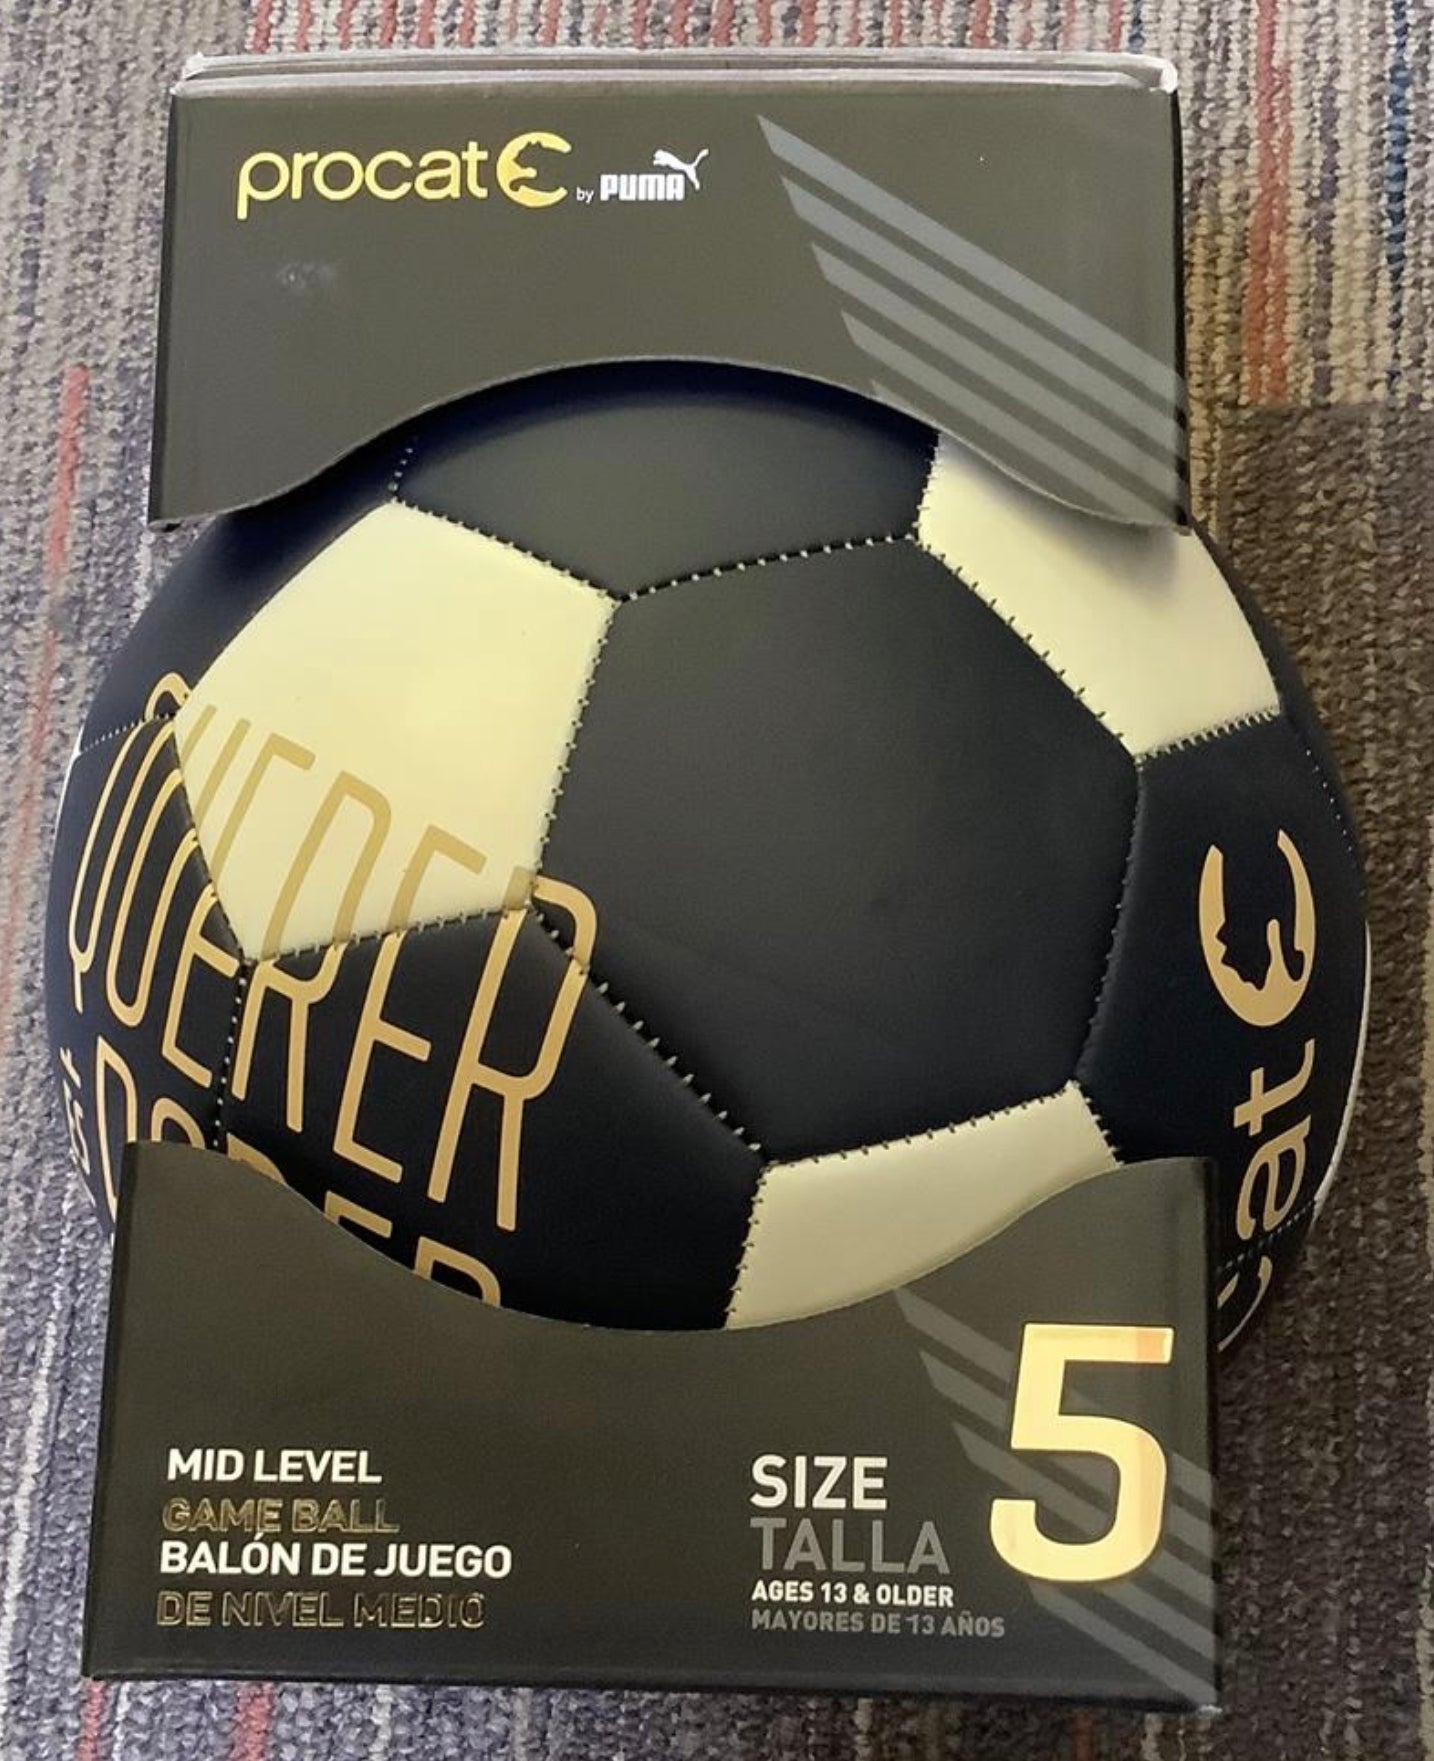 procat by PUMA
QUERER
cat
MID LEVEL
GAME BALL
BALÓN DE JUEGO
DE NIVEL MEDIO
SIZE
TALLA
5
AGES 13 & OLDER
MAYORES DE 13 AÑOS